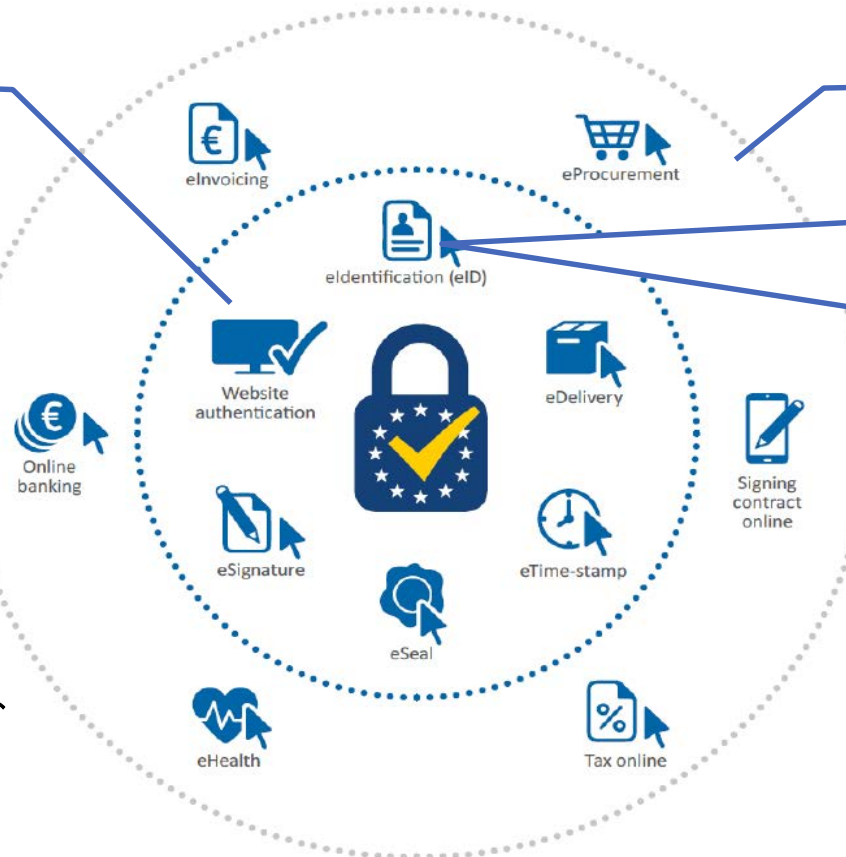 eInvoicing
eProcurement
eIdentification (eID)
Website
authentication
eDelivery
Online
banking
Signing
contract
online
eSignature
eTime-stamp
eSeal
eHealth
Tax online